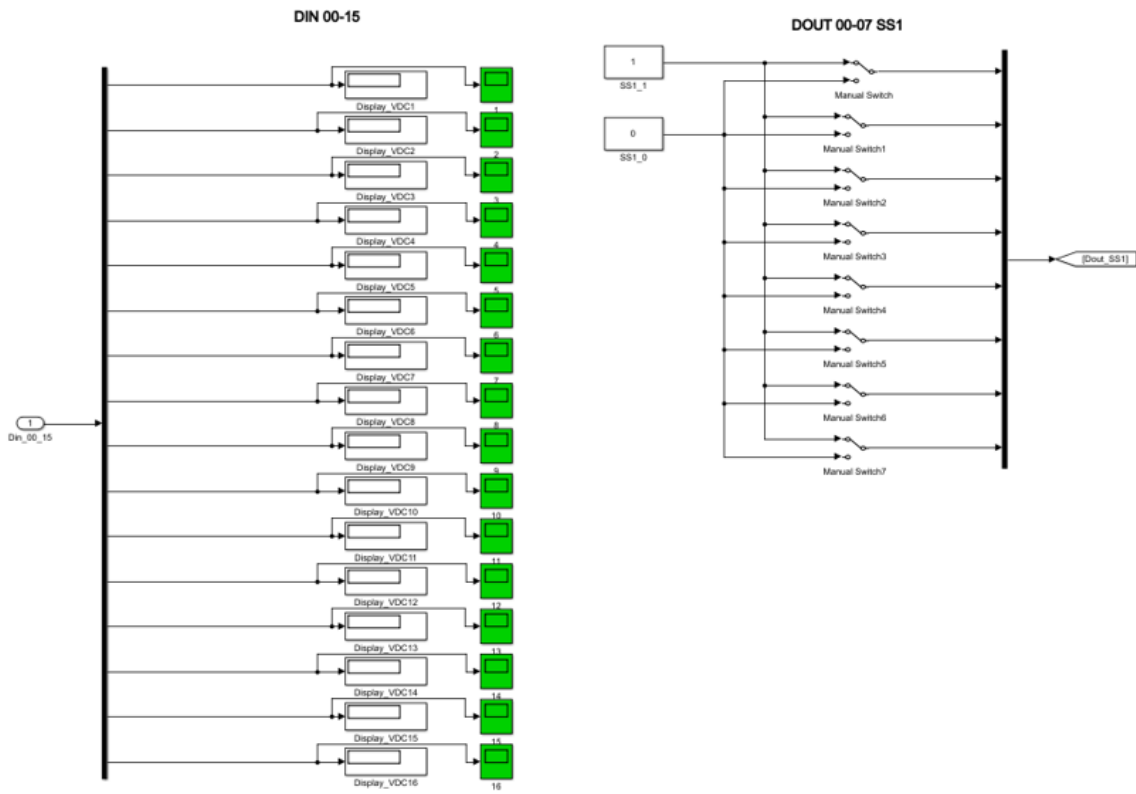 DIN 00-15
Display_VDC1
1
Display_VDC2
2
Display_VDC3
3
Display_VDC4
4
Display_VDC5
5
Display_VDC6
6
Display_VDC7
7
Display_VDC8
8
1
Din_00_15
Display_VDC9
9
Display_VDC10
10
Display_VDC11
11
Display_VDC12
12
Display_VDC13
13
Display_VDC14
14
Display_VDC15
15
Display_VDC16
16
DOUT 00-07 SS1
1
SS1_1
0
SS1_0
Manual Switch
Manual Switch1
Manual Switch2
Manual Switch3
Manual Switch4
Manual Switch5
Manual Switch6
Manual Switch7
[Dout_SS1]